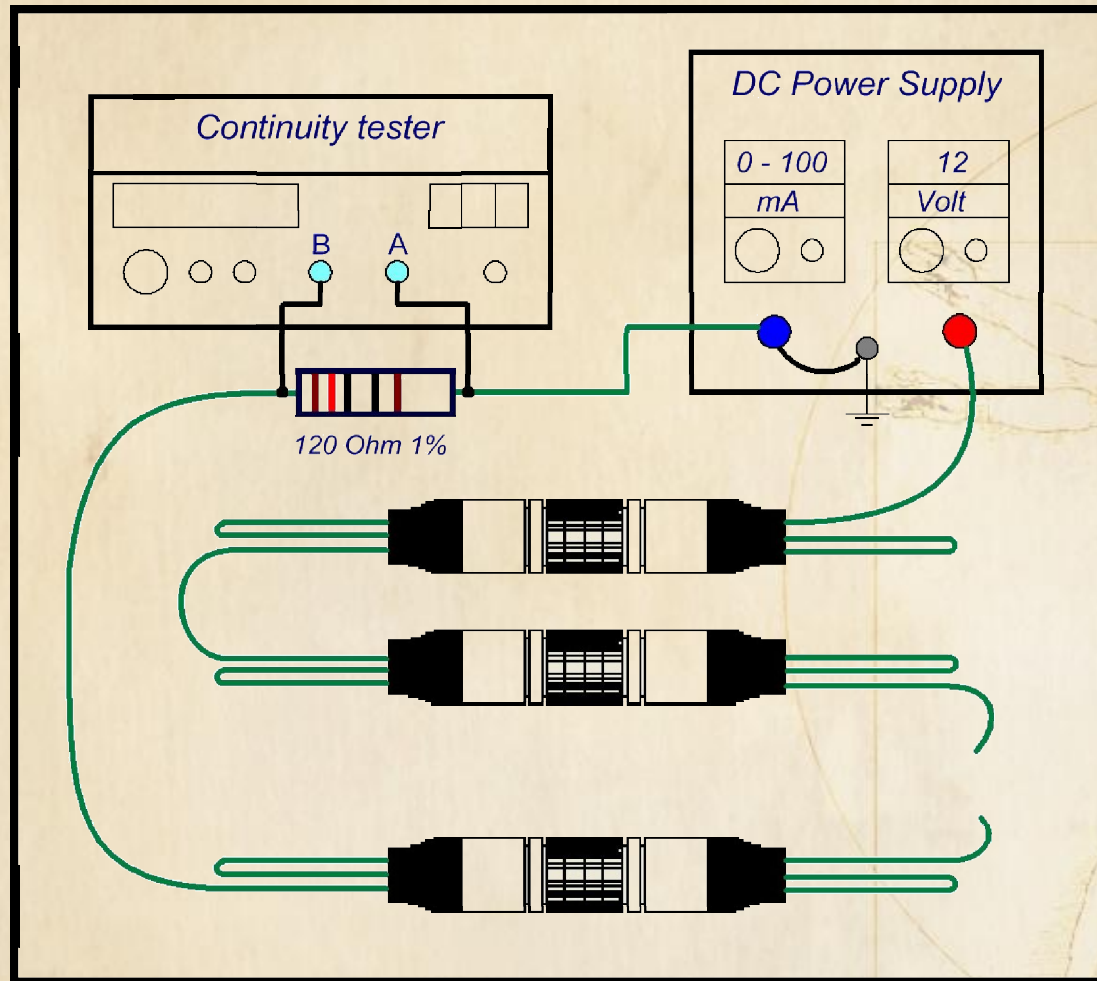 DC Power Supply
Continuity tester
0 - 100
12
mA
Volt
B
A
120 Ohm 1%